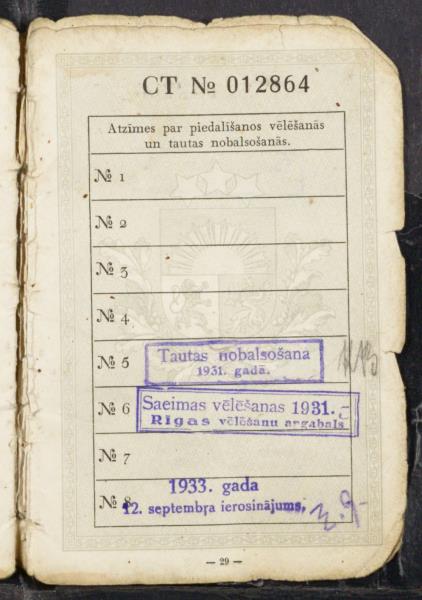 CT № 012864
Atzīmes par piedalīšanos vēlēšanās
un tautas nobalsošanās.
№ 1
№ 2
№ 3
№ 4
№ 5
Tautas nobalsošana
1931. gadā.
№ 6
Saeimas vēlēšanas 1931.
Rīgas vēlēšanu apgabals
№ 7
№ 8
1933. gada
12. septembra ierosinājums.
— 29 —